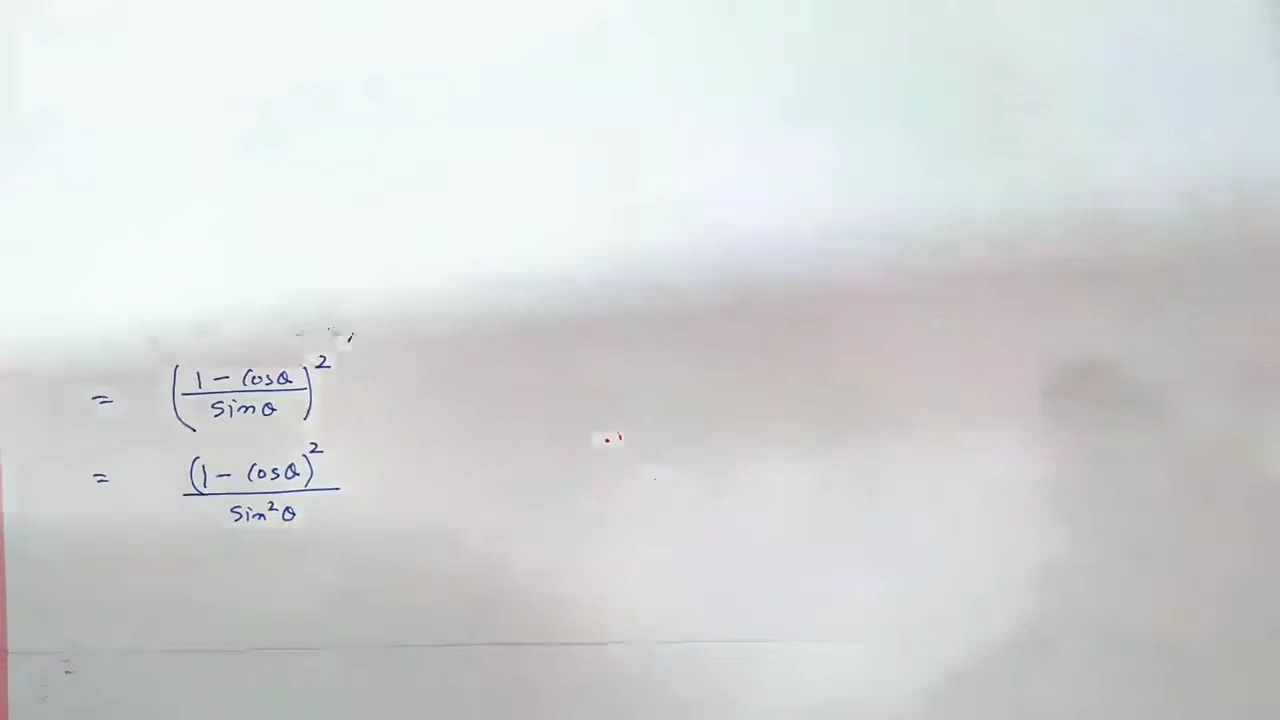 = (1 - cosθ / sinθ)²
= (1 - cosθ)² / sin²θ